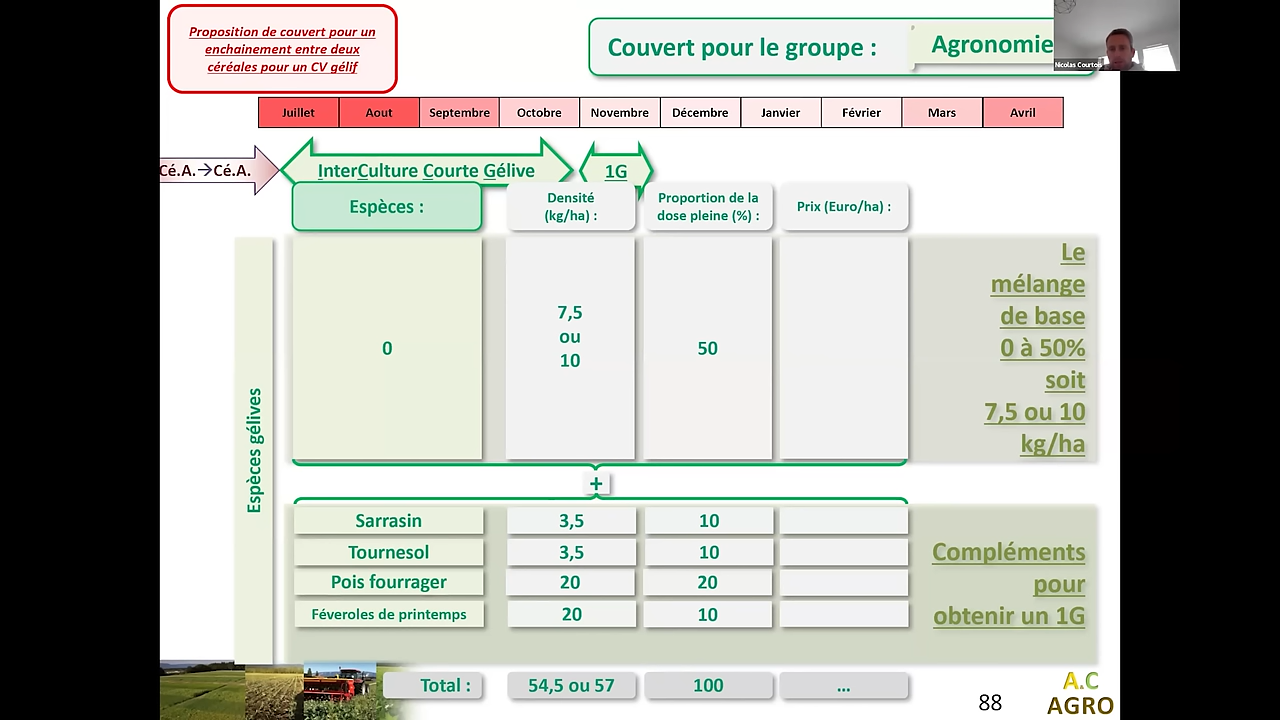 Proposition de couvert pour un
enchainement entre deux
céréales pour un CV gélif
Couvert pour le groupe :
Agronomie
Nicolas Courtois
Juillet
Aout
Septembre
Octobre
Novembre
Décembre
Janvier
Février
Mars
Avril
Cé.A.→Cé.A.
InterCulture Courte Gélive
1G
Espèces :
Densité
(kg/ha) :
Proportion de la
dose pleine (%) :
Prix (Euro/ha) :
Espèces gélives
0
7,5
ou
10
50
Le
mélange
de base
0 à 50%
soit
7,5 ou 10
kg/ha
+
Sarrasin
3,5
10
Tournesol
3,5
10
Pois fourrager
20
20
Féveroles de printemps
20
10
Compléments
pour
obtenir un 1G
Total :
54,5 ou 57
100
...
88
A.C
AGRO